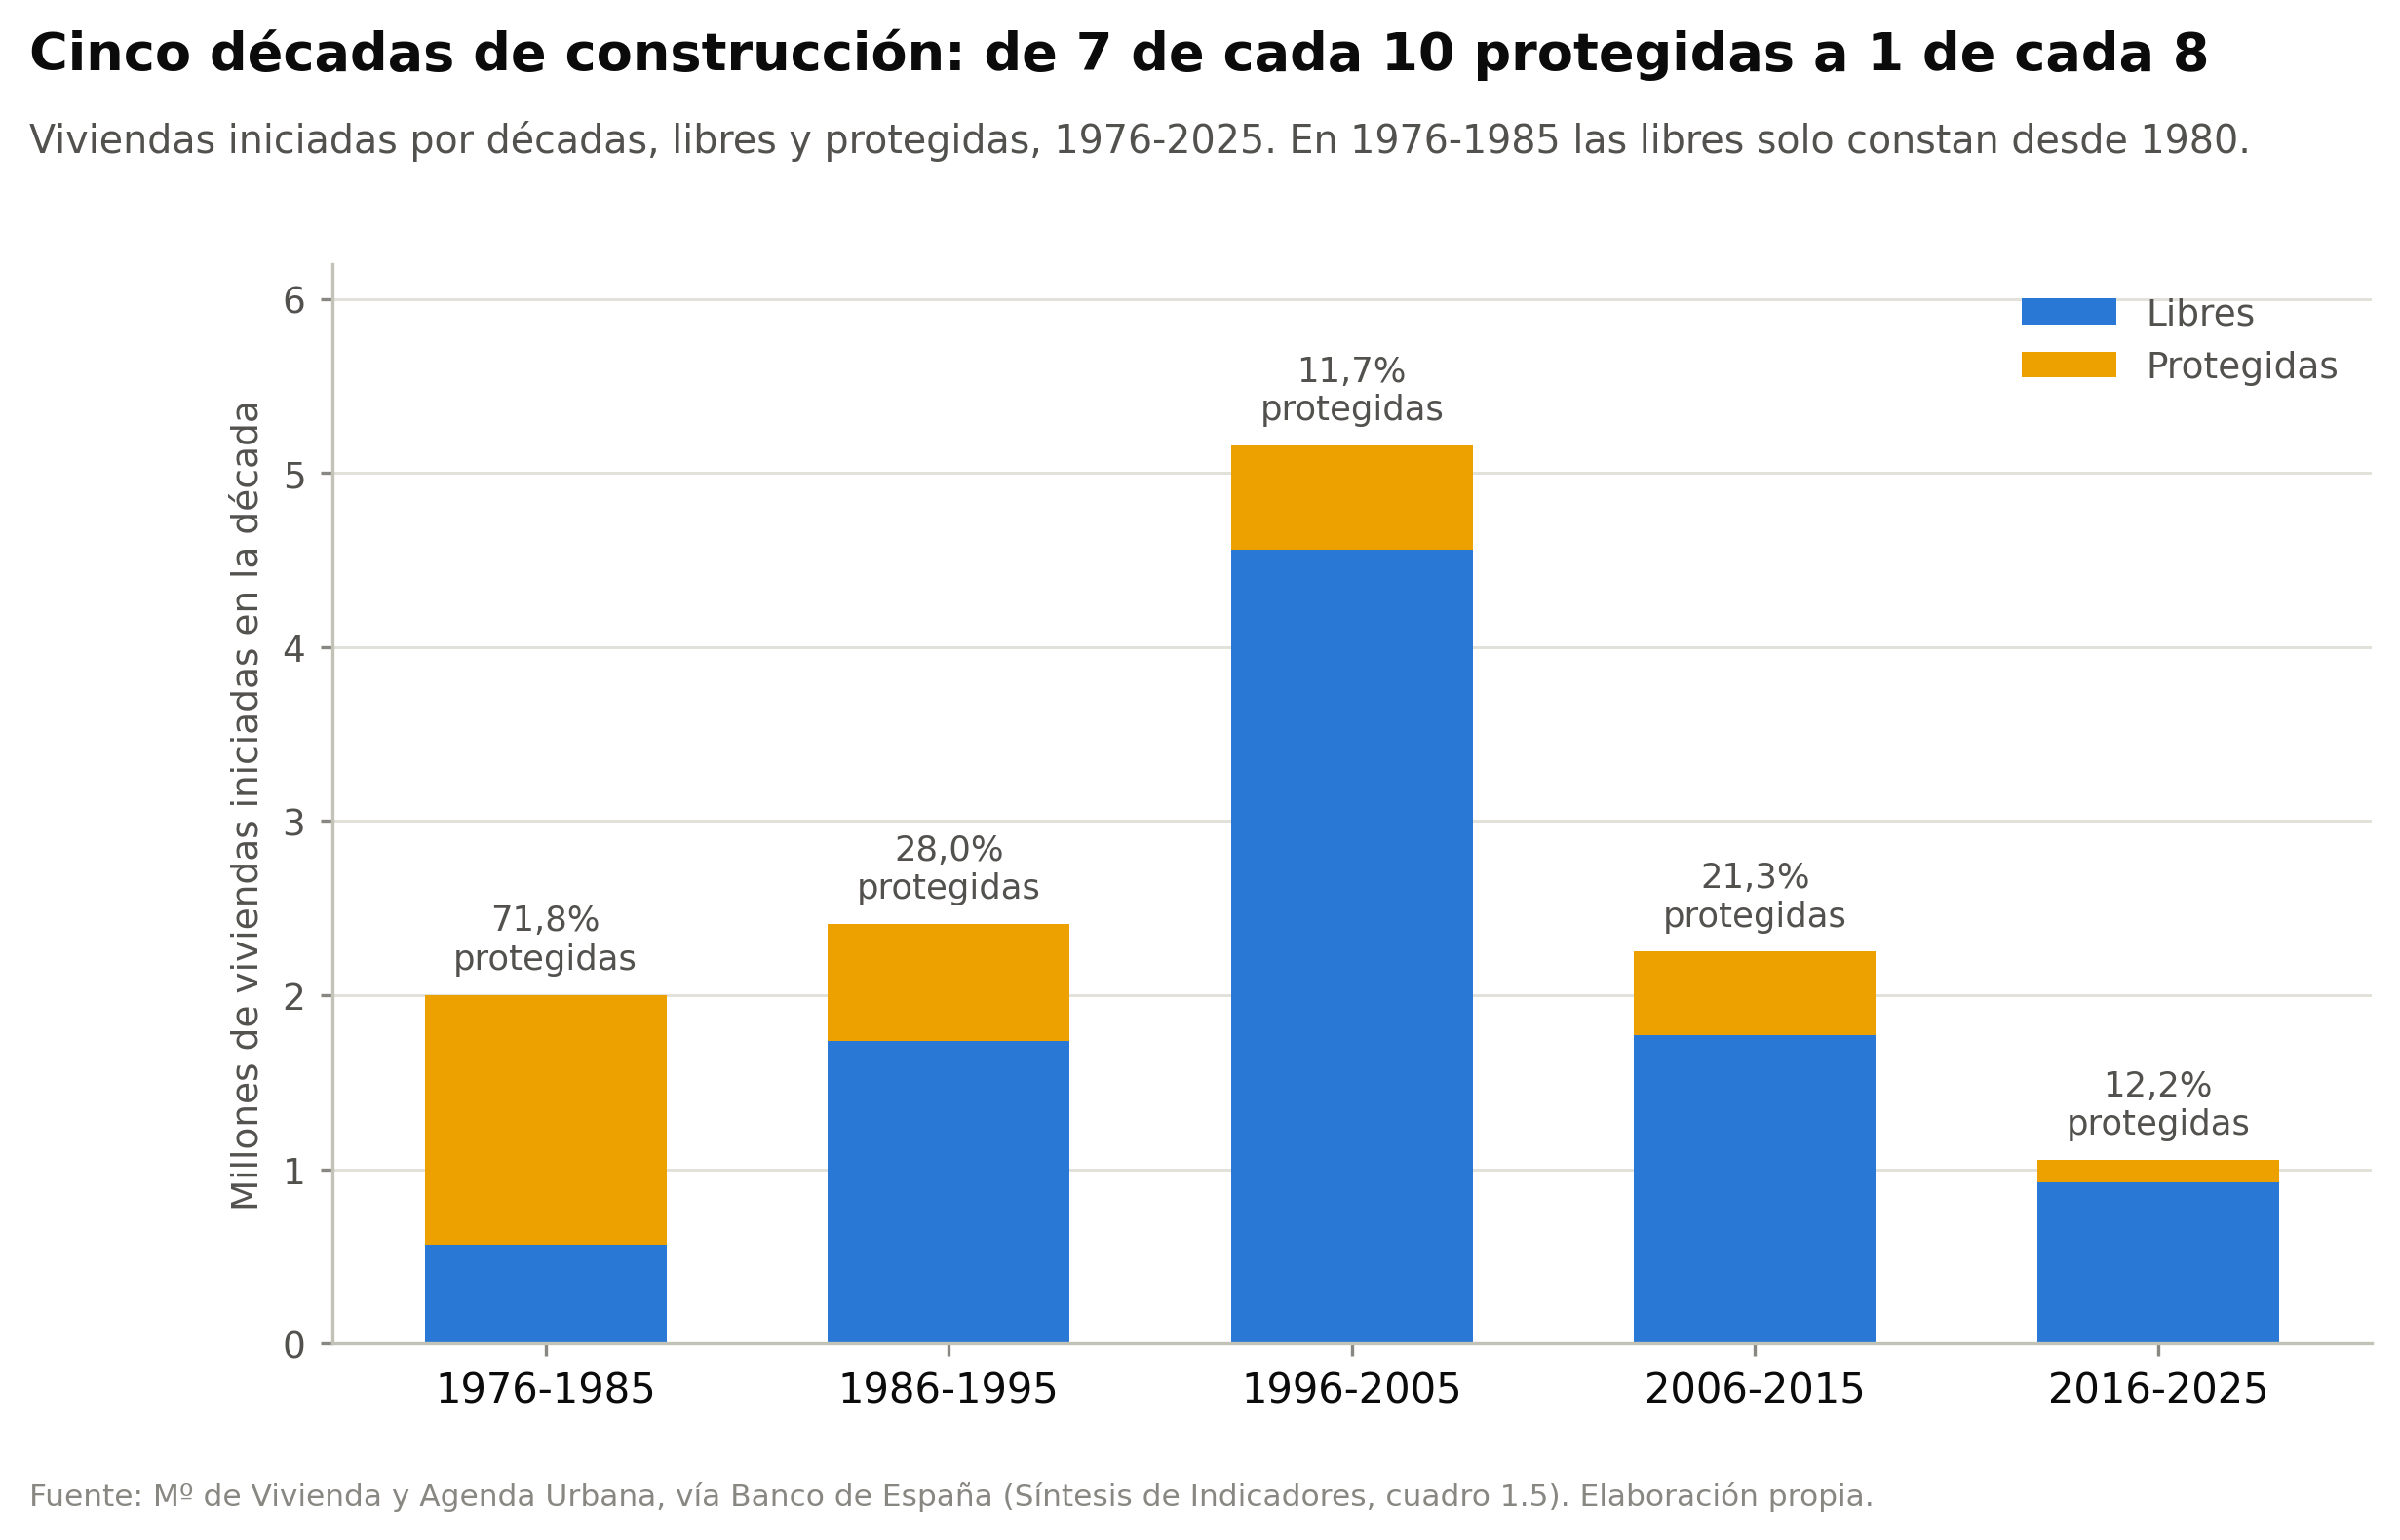 Cinco décadas de construcción: de 7 de cada 10 protegidas a 1 de cada 8
Viviendas iniciadas por décadas, libres y protegidas, 1976-2025. En 1976-1985 las libres solo constan desde 1980.
Libres
Protegidas
Millones de viviendas iniciadas en la década
6
5
4
3
2
1
0
71,8%
protegidas
28,0%
protegidas
11,7%
protegidas
21,3%
protegidas
12,2%
protegidas
1976-1985
1986-1995
1996-2005
2006-2015
2016-2025
Fuente: Mº de Vivienda y Agenda Urbana, vía Banco de España (Síntesis de Indicadores, cuadro 1.5). Elaboración propia.